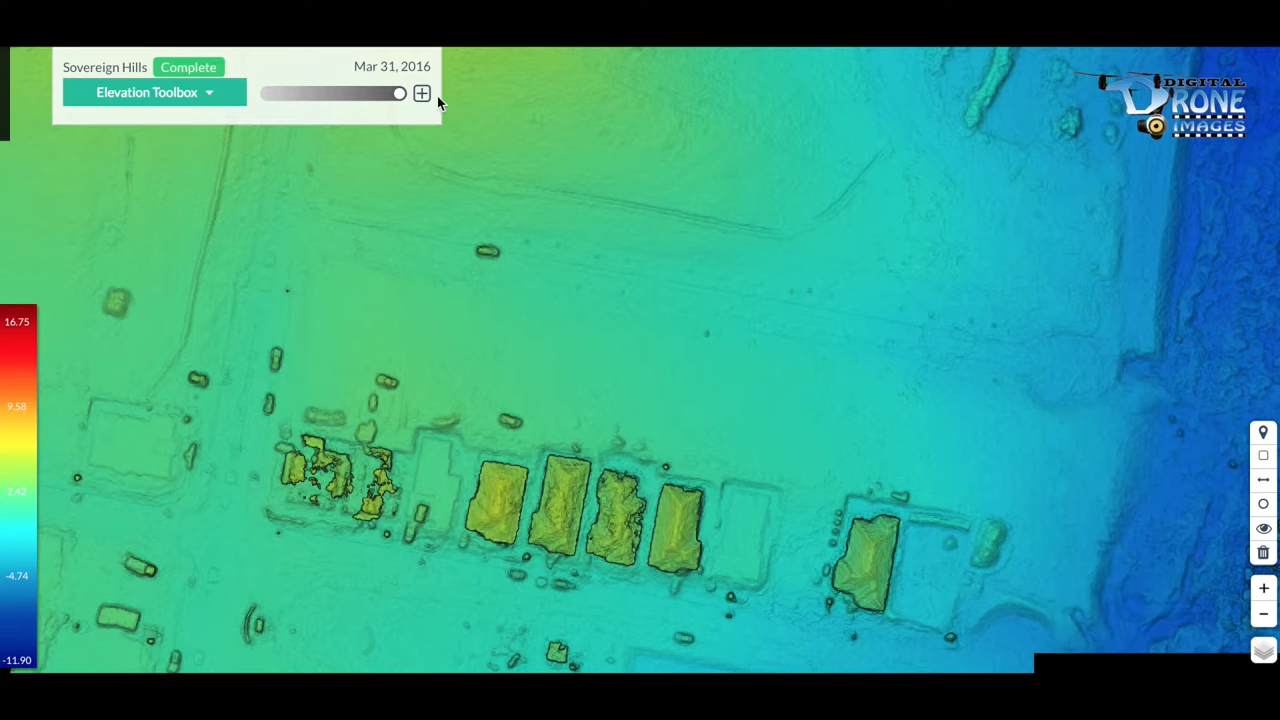 Sovereign Hills Complete Mar 31, 2016
Elevation Toolbox
DIGITAL
DRONE
IMAGES
16.75
9.58
2.42
-4.74
-11.90